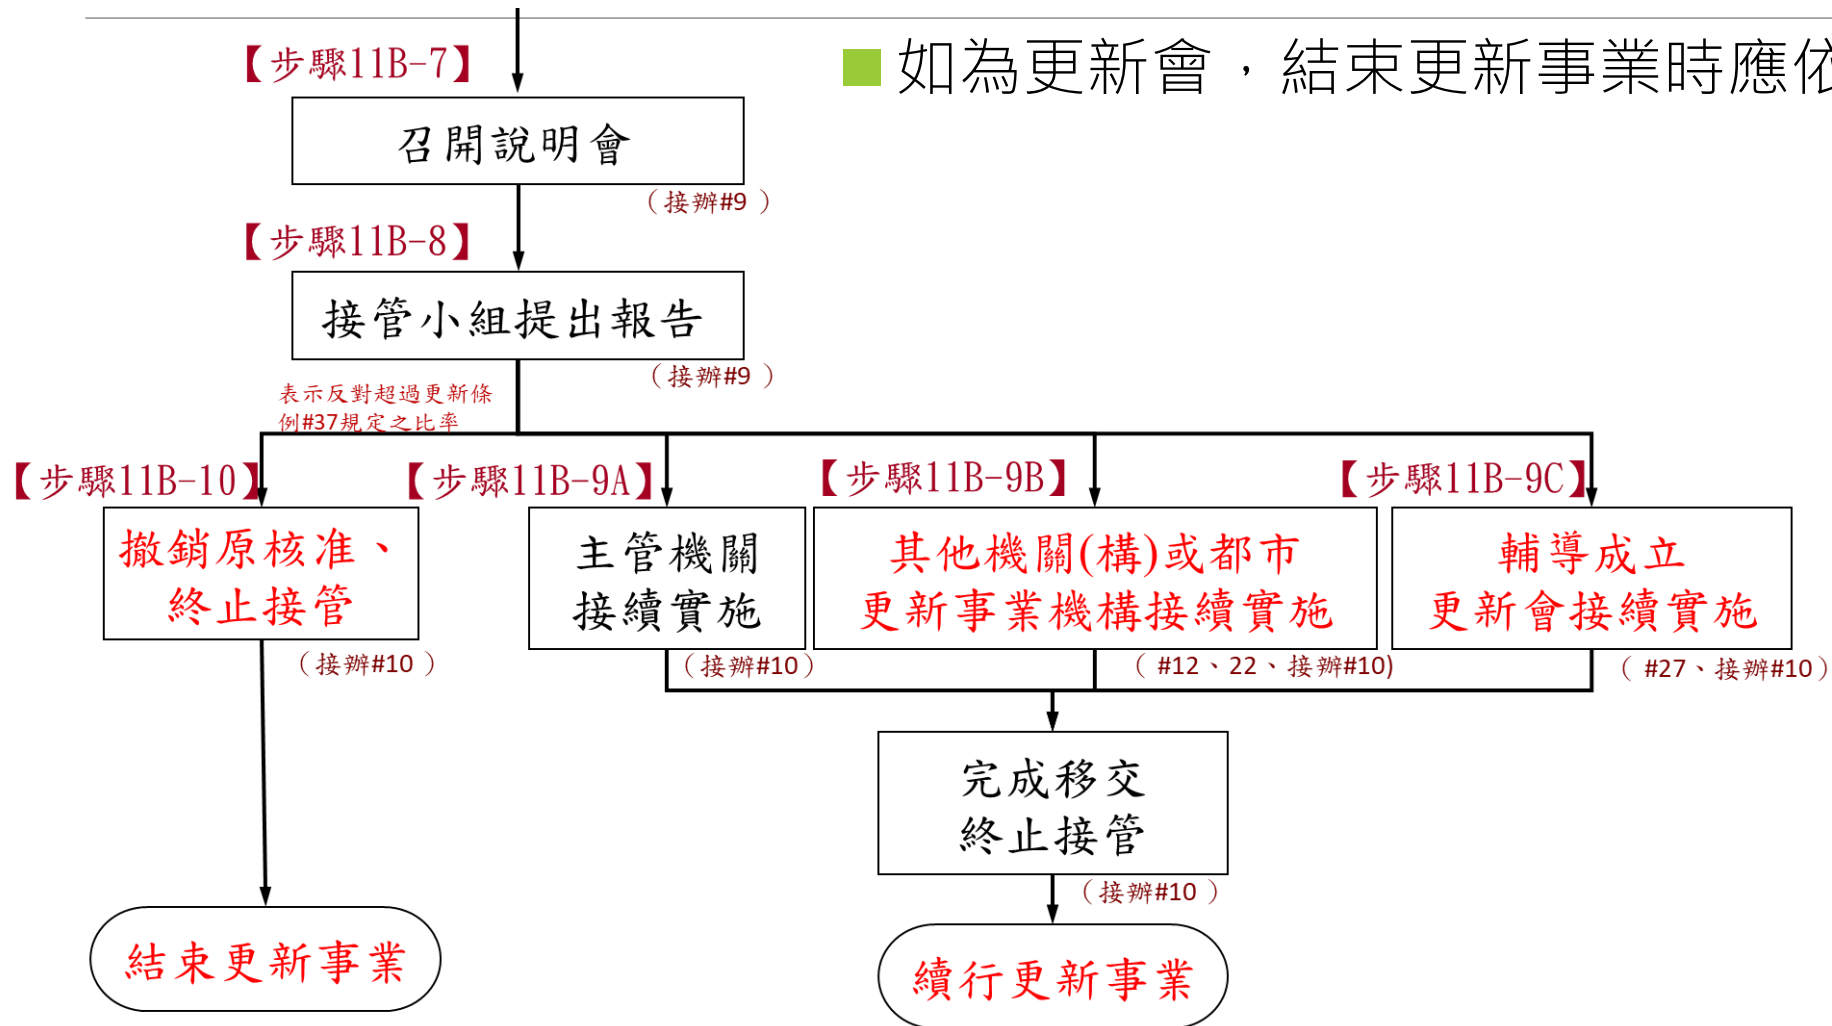 【步驟11B-7】
■ 如為更新會，結束更新事業時應依
召開說明會
（接辦#9 ）
【步驟11B-8】
接管小組提出報告
（接辦#9 ）
表示反對超過更新條
例#37規定之比率
【步驟11B-10】
【步驟11B-9A】
【步驟11B-9B】
【步驟11B-9C】
撤銷原核准、
終止接管
（接辦#10 ）
主管機關
接續實施
（接辦#10）
其他機關(構)或都市
更新事業機構接續實施
（ #12、22、接辦#10)
輔導成立
更新會接續實施
（ #27、接辦#10）
完成移交
終止接管
（接辦#10 ）
結束更新事業
續行更新事業